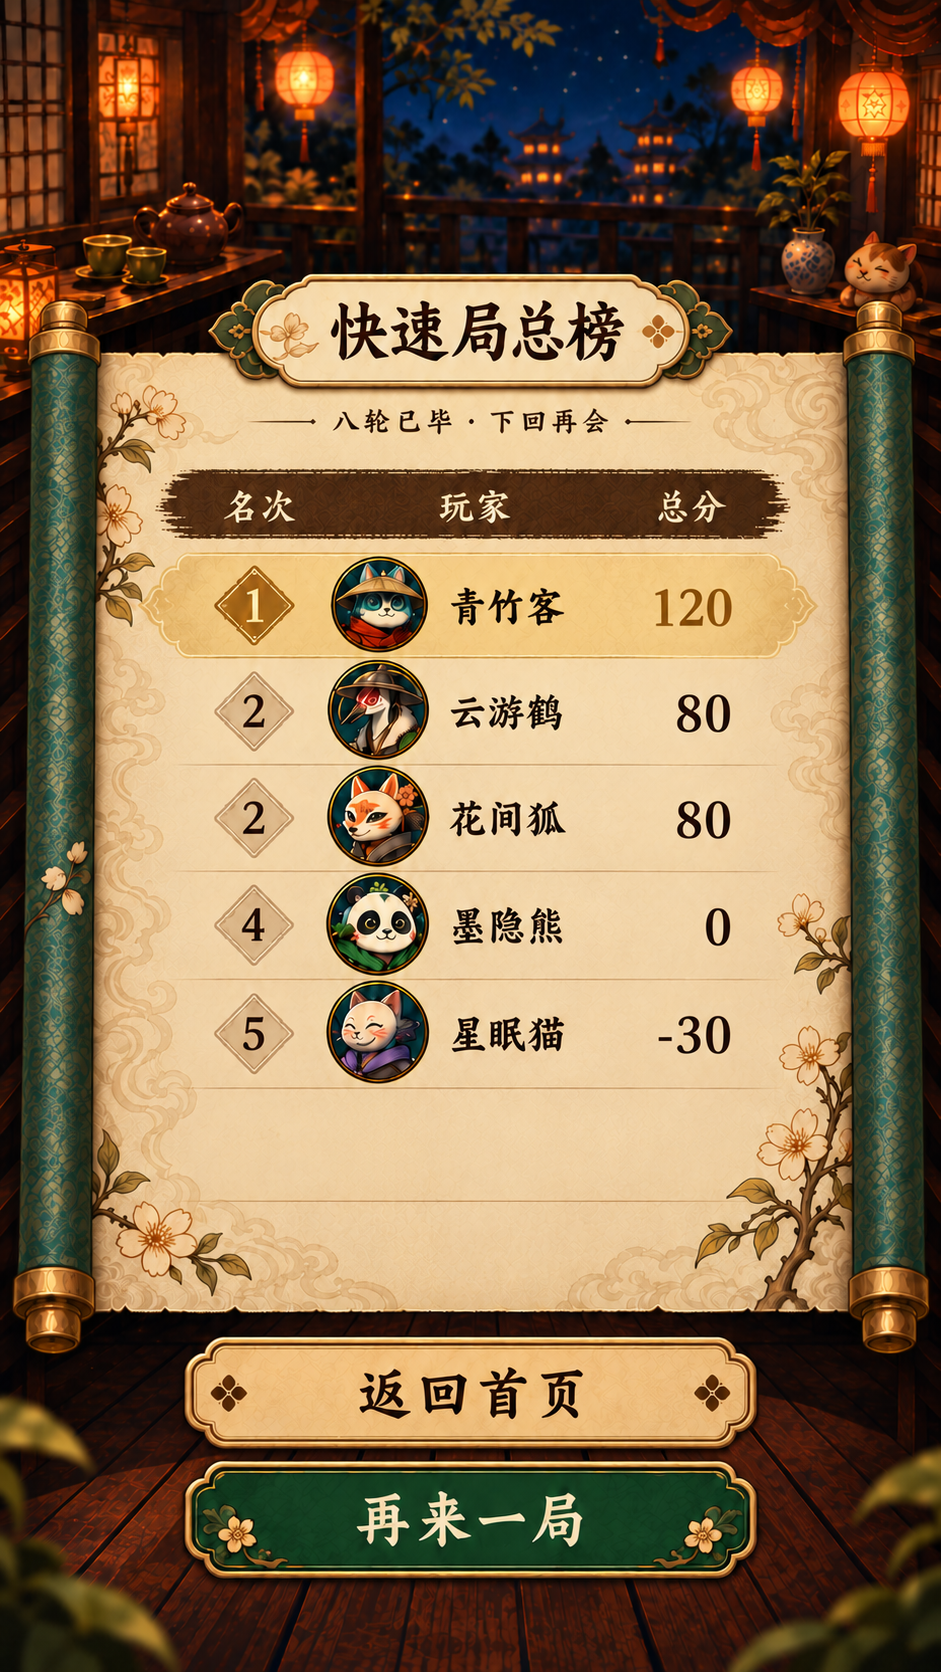 快速局总榜
八轮已毕·下回再会
名次 玩家 总分
1 青竹客 120
2 云游鹤 80
2 花间狐 80
4 墨隐熊 0
5 星眠猫 -30
返回首页
再来一局